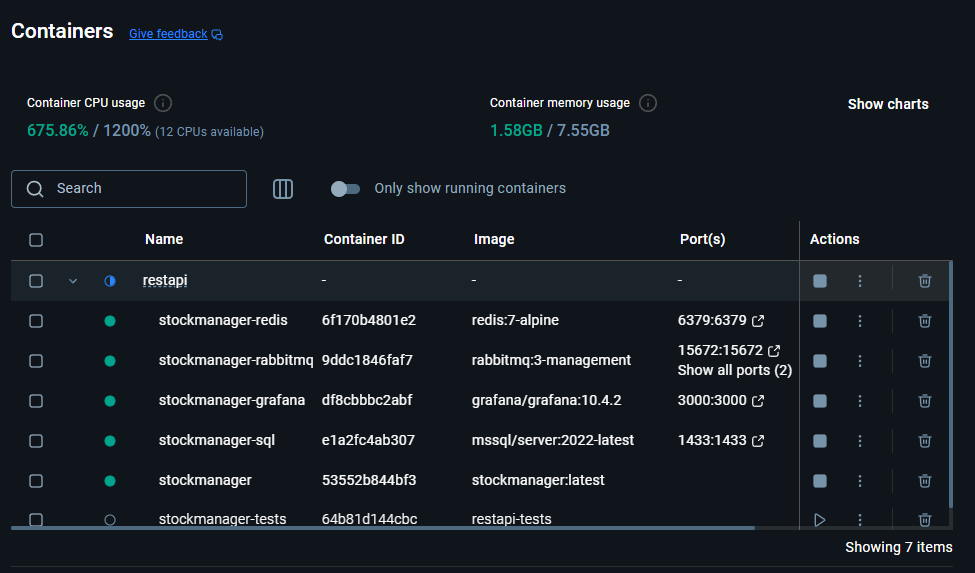 Containers Give feedback
Container CPU usage
675.86% / 1200% (12 CPUs available)
Container memory usage
1.58GB / 7.55GB
Show charts
Search
Only show running containers
Name Container ID Image Port(s) Actions
restapi - - -
stockmanager-redis 6f170b4801e2 redis:7-alpine 6379:6379
stockmanager-rabbitmq 9ddc1846faf7 rabbitmq:3-management 15672:15672
Show all ports (2)
stockmanager-grafana df8cbbbc2abf grafana/grafana:10.4.2 3000:3000
stockmanager-sql e1a2fc4ab307 mssql/server:2022-latest 1433:1433
stockmanager 53552b844bf3 stockmanager:latest
stockmanager-tests 64b81d144cbc restapi-tests
Showing 7 items